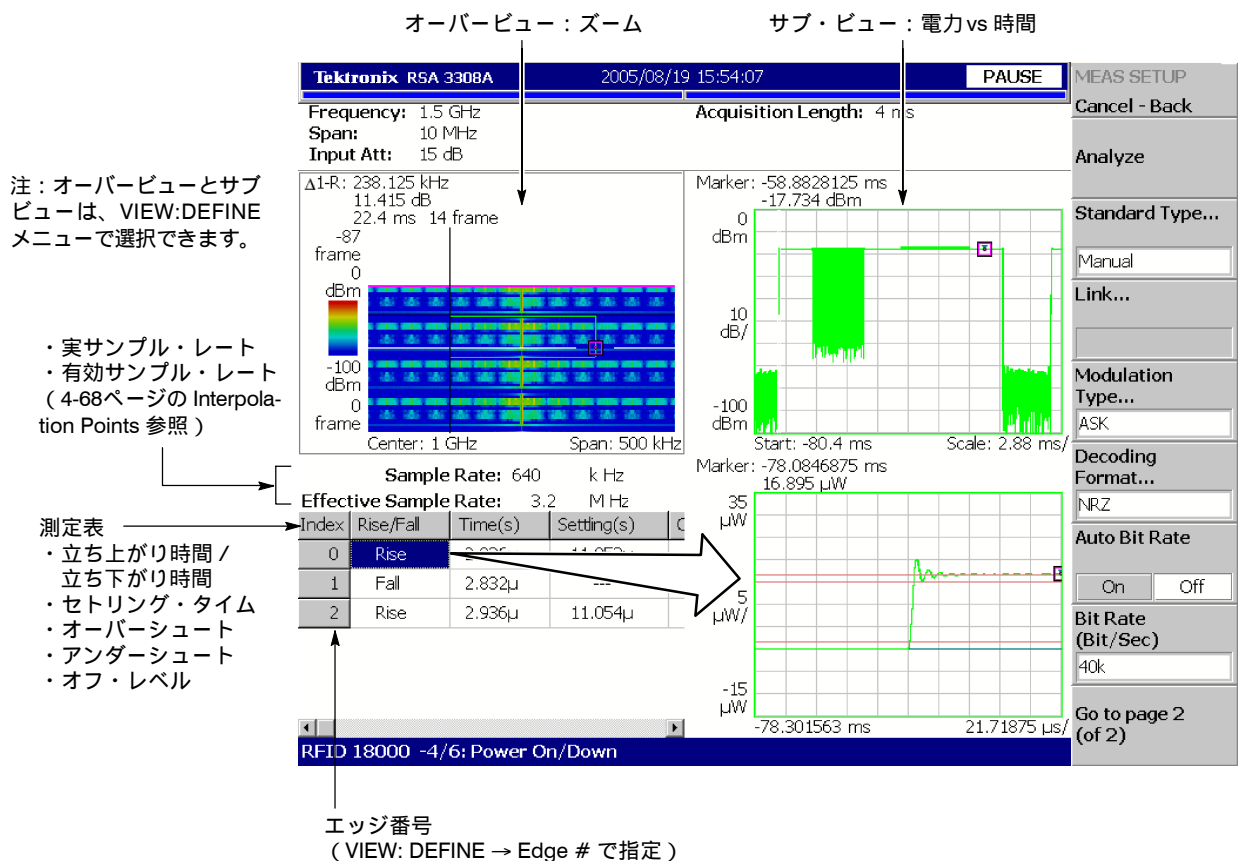 オーバービュー：ズーム
サブ・ビュー：電力 vs 時間
Tektronix RSA 3308A
2005/08/19 15:54:07
PAUSE
Frequency: 1.5 GHz
Span: 10 MHz
Input Att: 15 dB
Acquisition Length: 4 ms
注：オーバービューとサブ
ビューは、VIEW:DEFINE
メニューで選択できます。
・実サンプル・レート
・有効サンプル・レート
（4-68ページの Interpola-
tion Points 参照）
測定表
・立ち上がり時間 /
立ち下がり時間
・セトリング・タイム
・オーバーシュート
・アンダーシュート
・オフ・レベル
Δ1-R: 238.125 kHz
11.415 dB
22.4 ms 14 frame
-87
frame
0
dBm
-100
dBm
0
frame
Center: 1 GHz
Span: 500 kHz
Marker: -58.8828125 ms
-17.734 dBm
0
dBm
10
dB/
-100
dBm
Start: -80.4 ms
Scale: 2.88 ms/
Sample Rate: 640 k Hz
Effective Sample Rate: 3.2 M Hz
Index Rise/Fall Time(s) Settling(s)
0 Rise
1 Fall 2.832µ ---
2 Rise 2.936µ 11.054µ
Marker: -78.0846875 ms
16.895 µW
35
µW
5
µW/
-15
µW
-78.301563 ms
21.71875 µs/
RFID 18000 -4/6: Power On/Down
MEAS SETUP
Cancel - Back
Analyze
Standard Type...
Manual
Link...
Modulation
Type...
ASK
Decoding
Format...
NRZ
Auto Bit Rate
On Off
Bit Rate
(Bit/Sec)
40k
Go to page 2
(of 2)
エッジ番号
（VIEW: DEFINE → Edge # で指定）